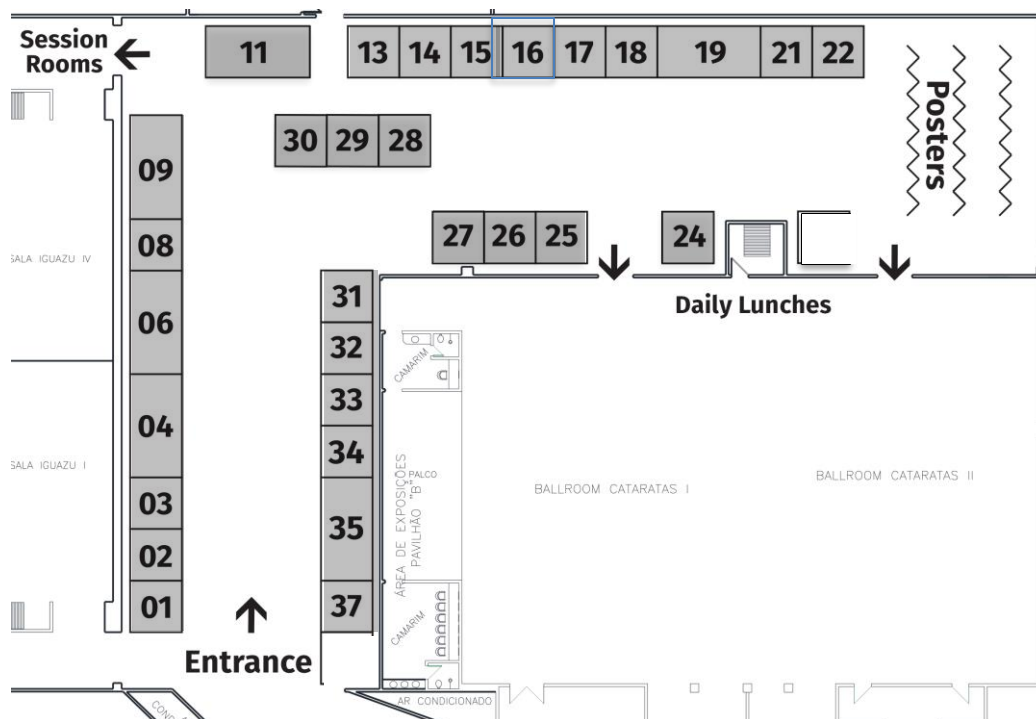 Session
Rooms
11
13 14 15 16 17 18 19 21 22
Posters
30 29 28
09
08
27 26 25
24
SALA IGUAZU IV
31
Daily Lunches
06
32
CAMARIM
33
04
34
SALA IGUAZU I
PALCO
"B"
ÁREA DE EXPOSIÇÕES
PAVILHÃO "B"
BALLROOM CATARATAS I
BALLROOM CATARATAS II
03
35
02
01
37
CAMARIM
Entrance
AR CONDICIONADO